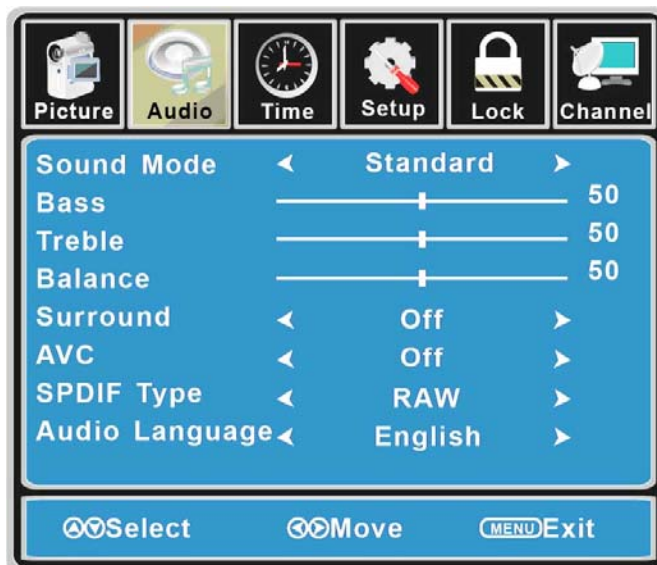 Picture Audio Time Setup Lock Channel
Sound Mode Standard
Bass 50
Treble 50
Balance 50
Surround Off
AVC Off
SPDIF Type RAW
Audio Language English
Select Move MENU Exit